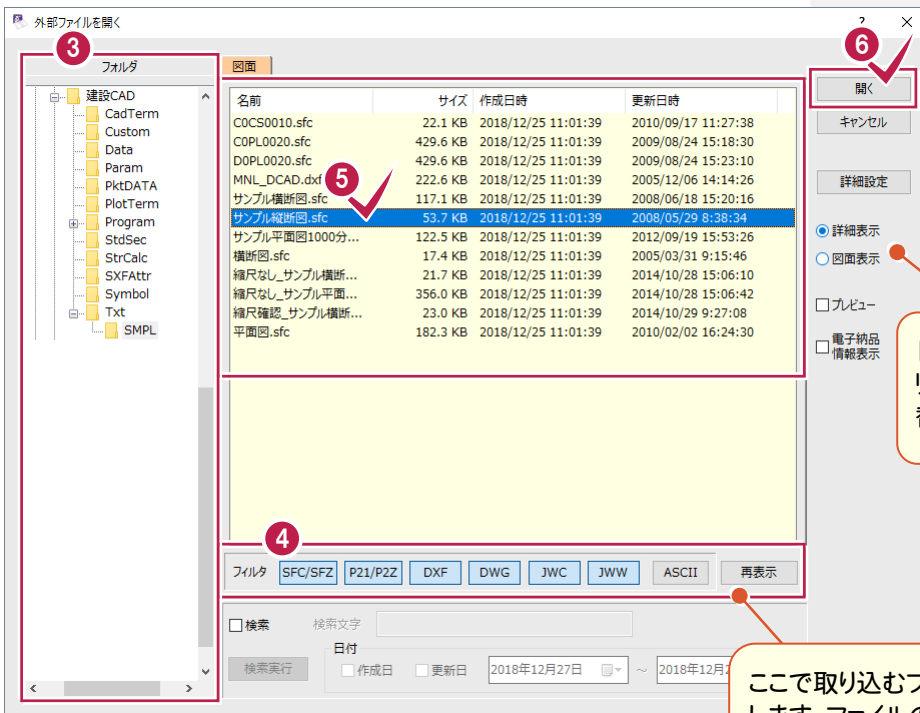 外部ファイルを開く
?
×
3
フォルダ
建設CAD
CadTerm
Custom
Data
Param
PktDATA
PlotTerm
Program
StdSec
StrCalc
SXFAttr
Symbol
Txt
SMPL
図面
名前 サイズ 作成日時 更新日時
C0CS0010.sfc 22.1 KB 2018/12/25 11:01:39 2010/09/17 11:27:38
C0PL0020.sfc 429.6 KB 2018/12/25 11:01:39 2009/08/24 15:18:30
D0PL0020.sfc 429.6 KB 2018/12/25 11:01:39 2009/08/24 15:23:10
MNL_DCAD.dxf 222.6 KB 2018/12/25 11:01:39 2005/12/06 14:14:26
サンプル横断図.sfc 117.1 KB 2018/12/25 11:01:39 2008/06/18 15:20:16
サンプル縦断図.sfc 53.7 KB 2018/12/25 11:01:39 2008/05/29 8:38:34
サンプル平面図1000分... 122.5 KB 2018/12/25 11:01:39 2012/09/19 15:53:26
横断図.sfc 17.4 KB 2018/12/25 11:01:39 2005/03/31 9:15:46
縮尺なし_サンプル横断... 21.7 KB 2018/12/25 11:01:39 2014/10/28 15:06:10
縮尺なし_サンプル平面... 356.0 KB 2018/12/25 11:01:39 2014/10/28 15:06:42
縮尺確認_サンプル横断... 23.0 KB 2018/12/25 11:01:39 2014/10/29 9:27:08
平面図.sfc 182.3 KB 2018/12/25 11:01:39 2010/02/02 16:24:30
5
6
開く
キャンセル
詳細設定
詳細表示
図面表示
プレビュー
電子納品
情報表示
4
フィルタ SFC/SFZ P21/P2Z DXF DWG JWC JWW ASCII 再表示
検索 検索文字
日付
検索実行 作成日 更新日 2018年12月27日 ~ 2018年12月
ここで取り込むフ
します ファイルの